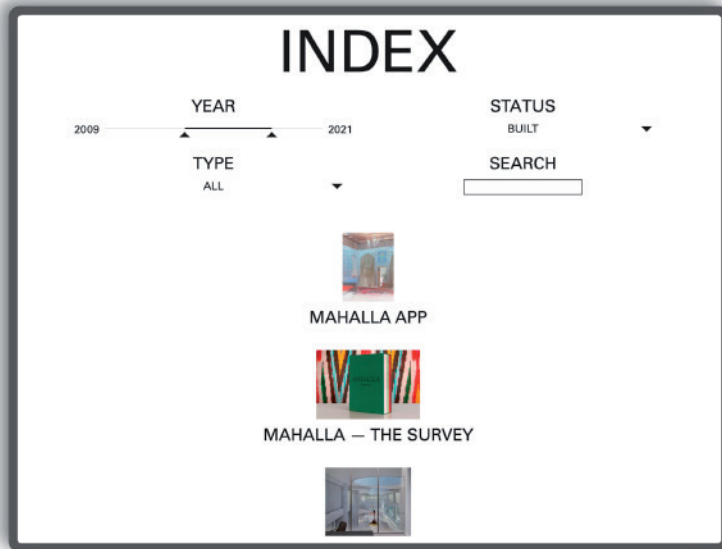 INDEX
YEAR
2009
2021
STATUS
BUILT
TYPE
ALL
SEARCH
MAHALLA APP
MAHALLA — THE SURVEY